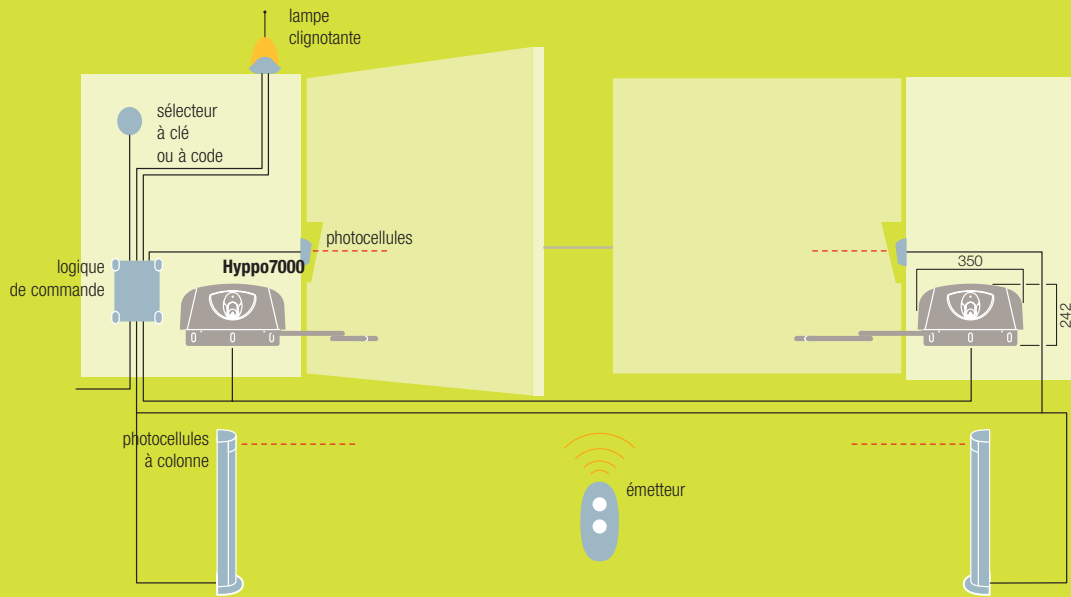 lampe
clignotante
sélecteur
à clé
ou à code
photocellules
logique
de commande
Hyppo7000
350
242
photocellules
à colonne
émetteur